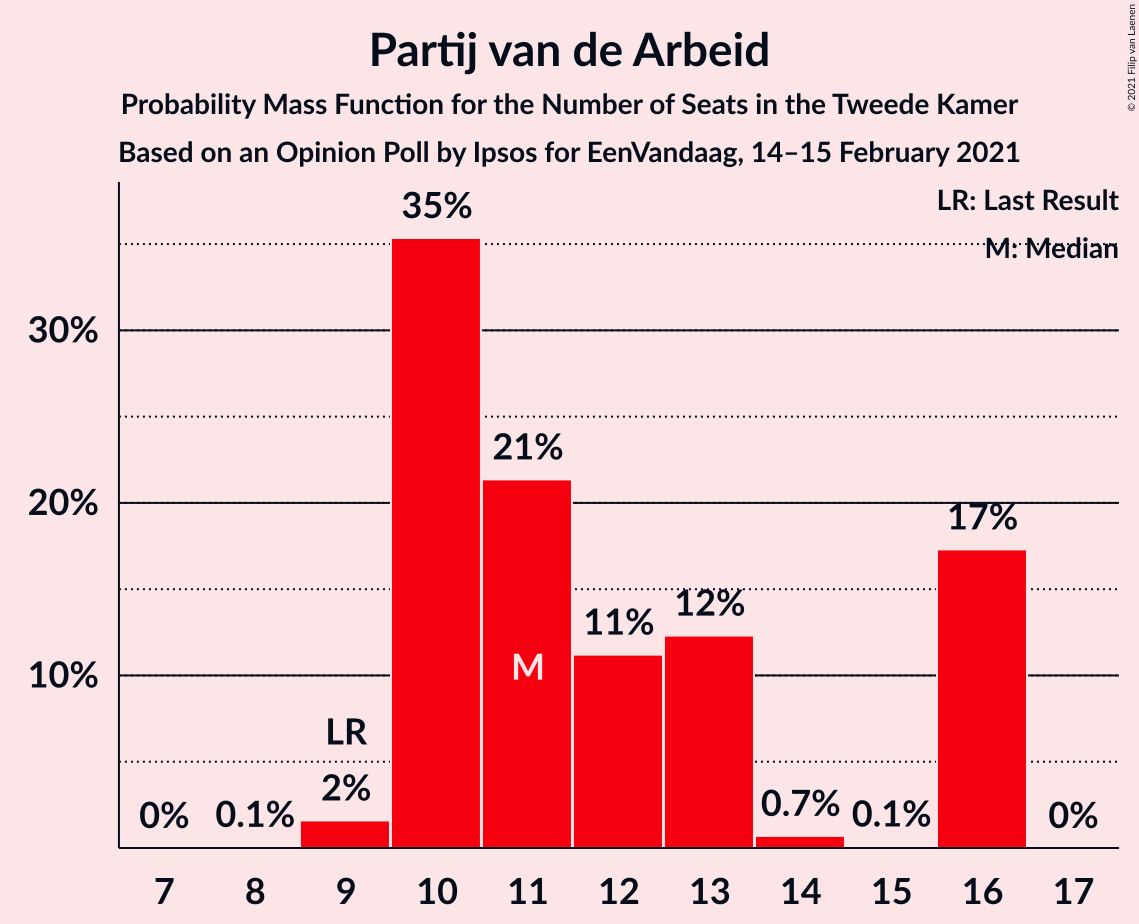 © 2021 Filip van Laenen
Partij van de Arbeid
Probability Mass Function for the Number of Seats in the Tweede Kamer
Based on an Opinion Poll by Ipsos for EenVandaag, 14–15 February 2021
LR: Last Result
M: Median
30%
20%
10%
0%
0.1%
LR
2%
35%
21%
M
11%
12%
0.7%
0.1%
17%
0%
7 8 9 10 11 12 13 14 15 16 17